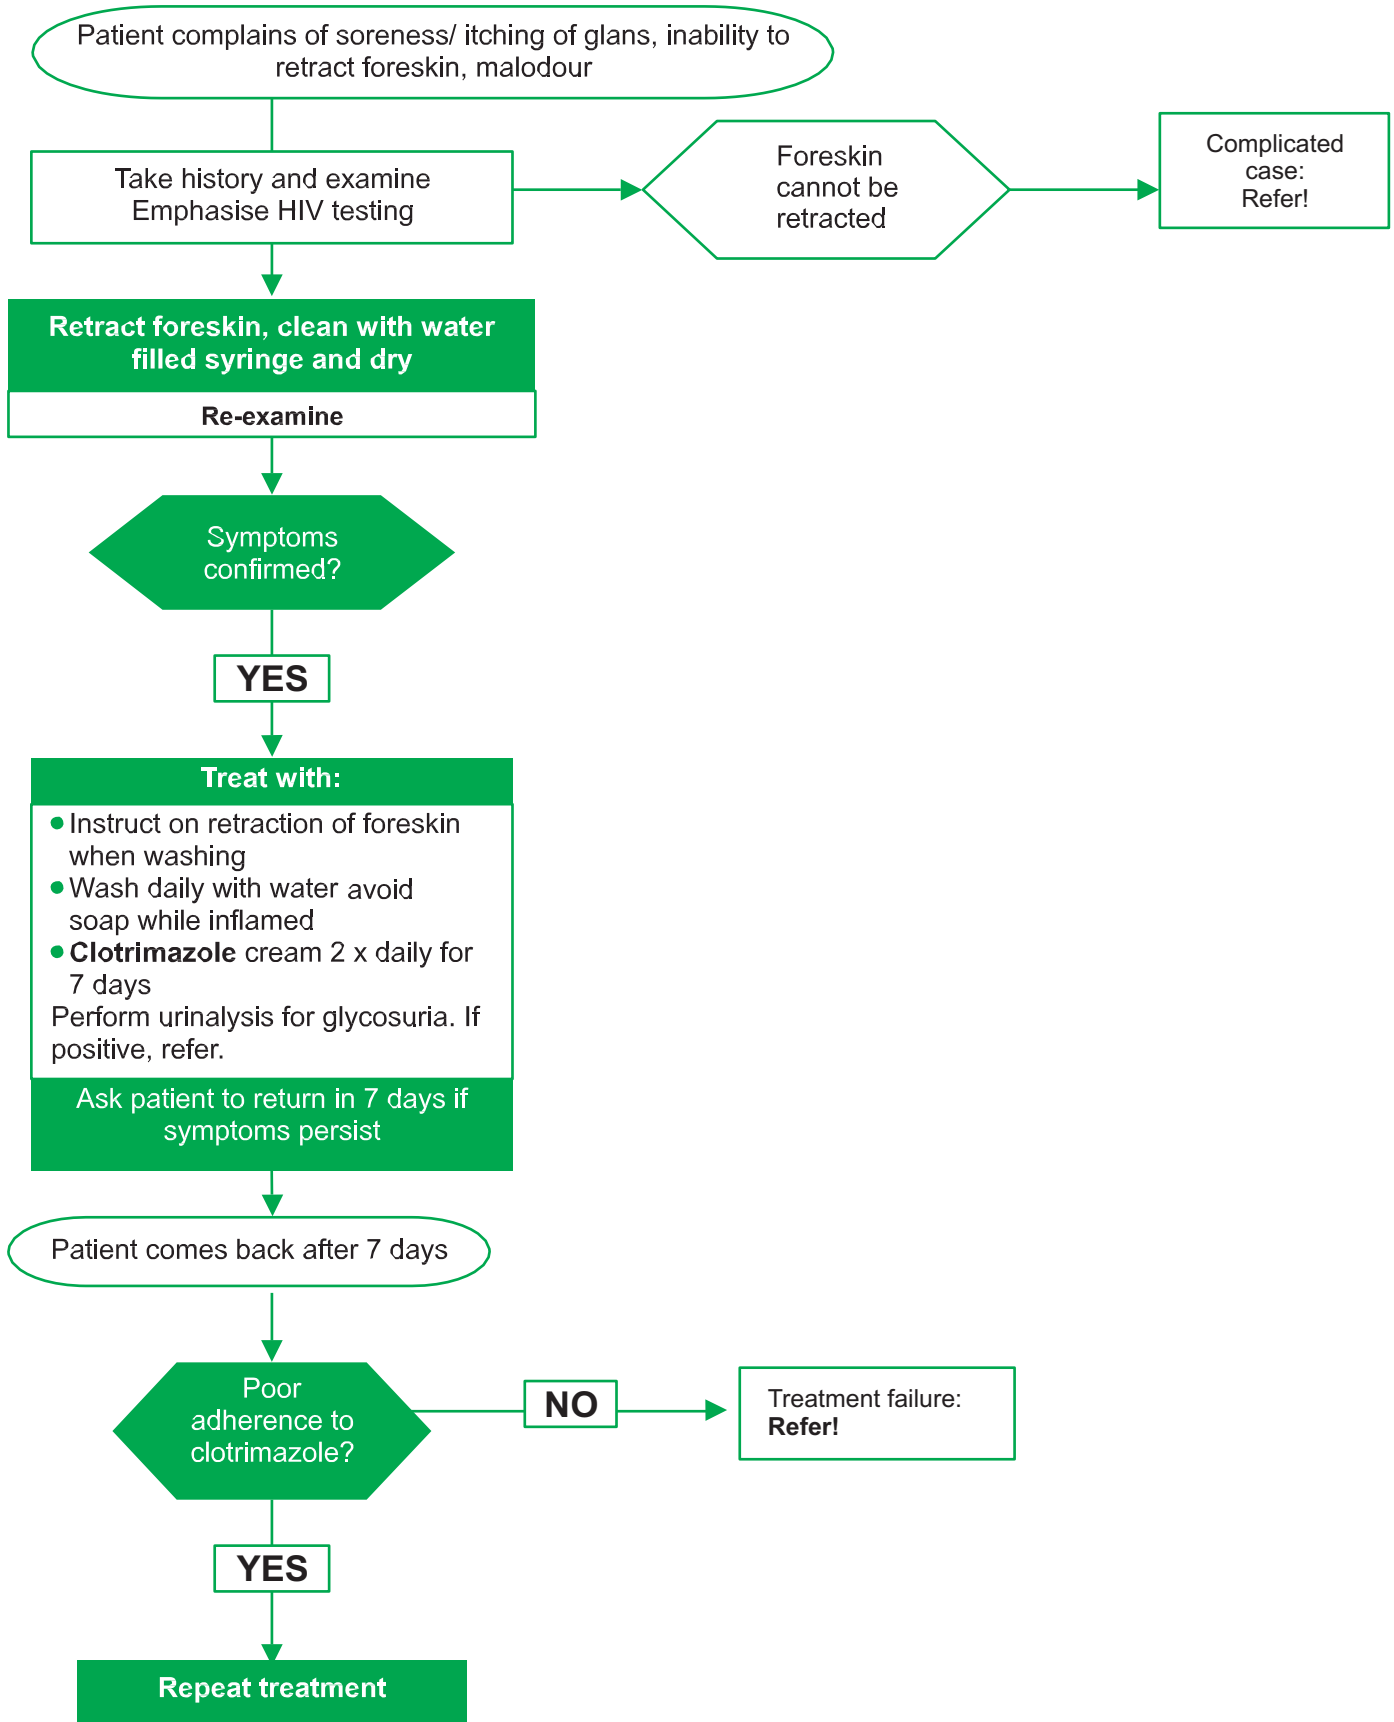 Patient complains of soreness/ itching of glans, inability to
retract foreskin, malodour
Take history and examine
Emphasise HIV testing
Foreskin
cannot be
retracted
Complicated
case:
Refer!
Retract foreskin, clean with water
filled syringe and dry
Re-examine
Symptoms
confirmed?
YES
Treat with:
● Instruct on retraction of foreskin
when washing
● Wash daily with water avoid
soap while inflamed
● Clotrimazole cream 2 x daily for
7 days
Perform urinalysis for glycosuria. If
positive, refer.
Ask patient to return in 7 days if
symptoms persist
Patient comes back after 7 days
Poor
adherence to
clotrimazole?
NO
Treatment failure:
Refer!
YES
Repeat treatment